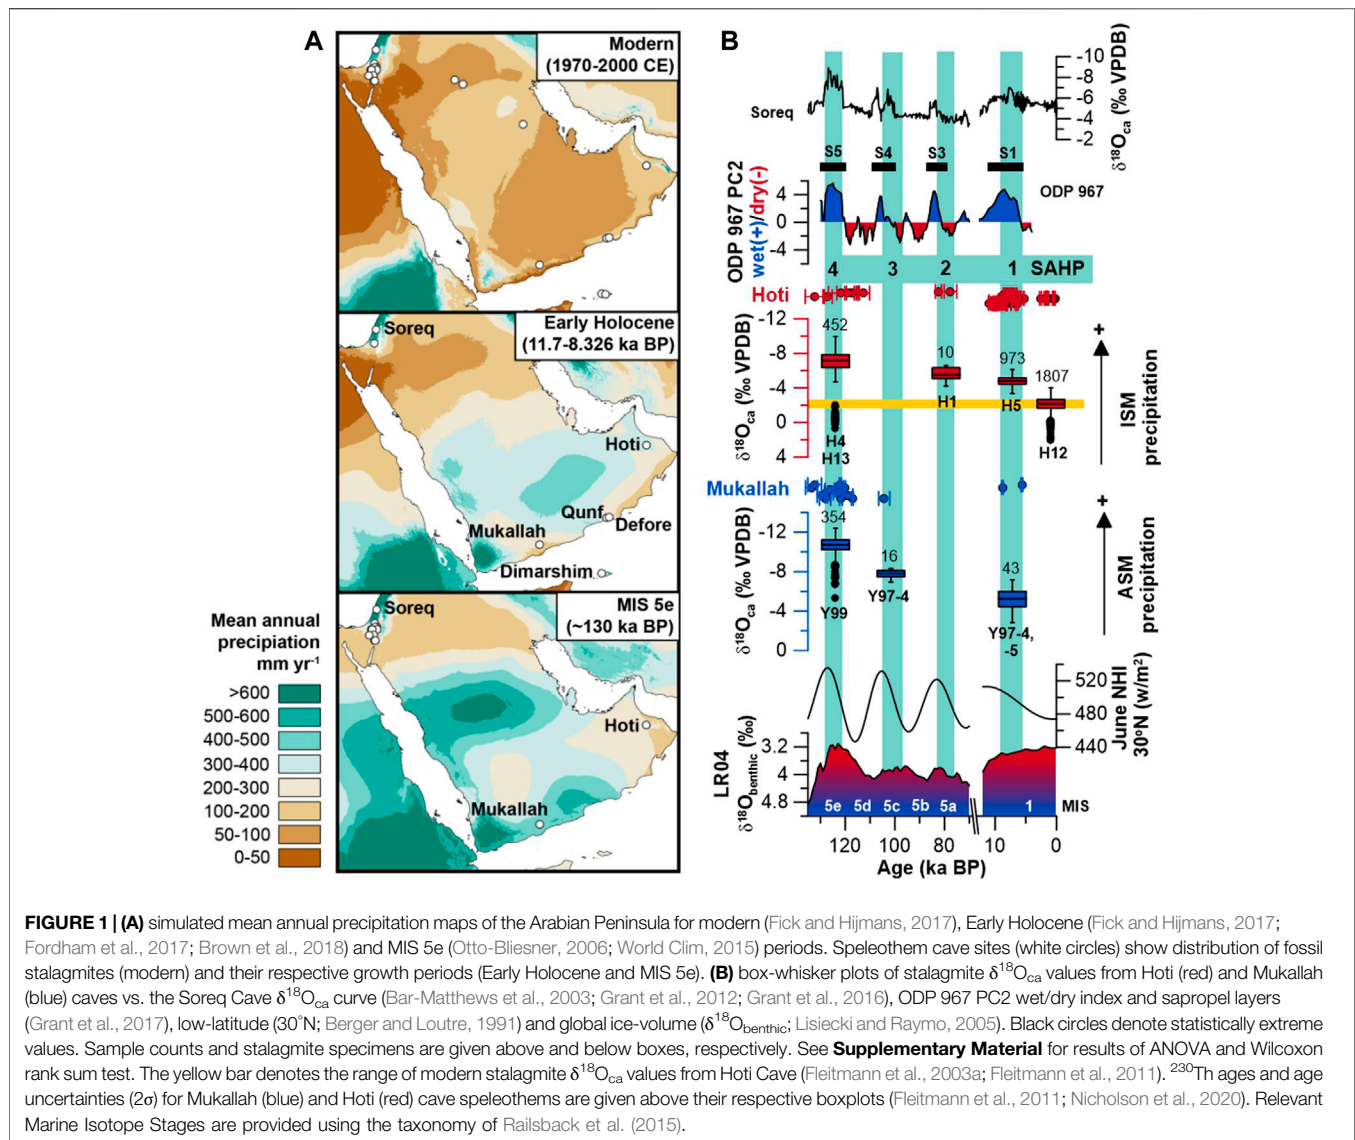 A
Modern
(1970-2000 CE)
Soreq
Early Holocene
(11.7-8.326 ka BP)
Hoti
Qunf
Defore
Mukallah
Dimarshim
Soreq
MIS 5e
(~130 ka BP)
Hoti
Mukallah
Mean annual
precipiation
mm yr-1
>600
500-600
400-500
300-400
200-300
100-200
50-100
0-50
B
Soreq
-10
-8
-6
-4
-2
δ18Oca (‰ VPDB)
S5 S4 S3 S1
ODP 967 PC2
wet(+)/dry(-)
4
0
-4
ODP 967
4 3 2 1 SAHP
Hoti
-12
-8
-4
0
4
δ18Oca (‰ VPDB)
452
10
973
1807
H4
H13
H1
H5
H12
+
ISM
precipitation
Mukallah
-12
-8
-4
0
δ18Oca (‰ VPDB)
354
16
43
Y99
Y97-4
Y97-4,
-5
+
ASM
precipitation
520
480
440
June NHI
30ºN (w/m2)
LR04
δ18Obenthic (‰)
3.2
4
4.8
5e 5d 5c 5b 5a 1 MIS
120 100 80 10 0
Age (ka BP)
FIGURE 1 | (A) simulated mean annual precipitation maps of the Arabian Peninsula for modern (Fick and Hijmans, 2017), Early Holocene (Fick and Hijmans, 2017;
Fordham et al., 2017; Brown et al., 2018) and MIS 5e (Otto-Bliesner, 2006; World Clim, 2015) periods. Speleothem cave sites (white circles) show distribution of fossil
stalagmites (modern) and their respective growth periods (Early Holocene and MIS 5e). (B) box-whisker plots of stalagmite δ18Oca values from Hoti (red) and Mukallah
(blue) caves vs. the Soreq Cave δ18Oca curve (Bar-Matthews et al., 2003; Grant et al., 2012; Grant et al., 2016), ODP 967 PC2 wet/dry index and sapropel layers
(Grant et al., 2017), low-latitude (30°N; Berger and Loutre, 1991) and global ice-volume (δ18Obenthic; Lisiecki and Raymo, 2005). Black circles denote statistically extreme
values. Sample counts and stalagmite specimens are given above and below boxes, respectively. See Supplementary Material for results of ANOVA and Wilcoxon
rank sum test. The yellow bar denotes the range of modern stalagmite δ18Oca values from Hoti Cave (Fleitmann et al., 2003a; Fleitmann et al., 2011). 230Th ages and age
uncertainties (2σ) for Mukallah (blue) and Hoti (red) cave speleothems are given above their respective boxplots (Fleitmann et al., 2011; Nicholson et al., 2020). Relevant
Marine Isotope Stages are provided using the taxonomy of Railsback et al. (2015).